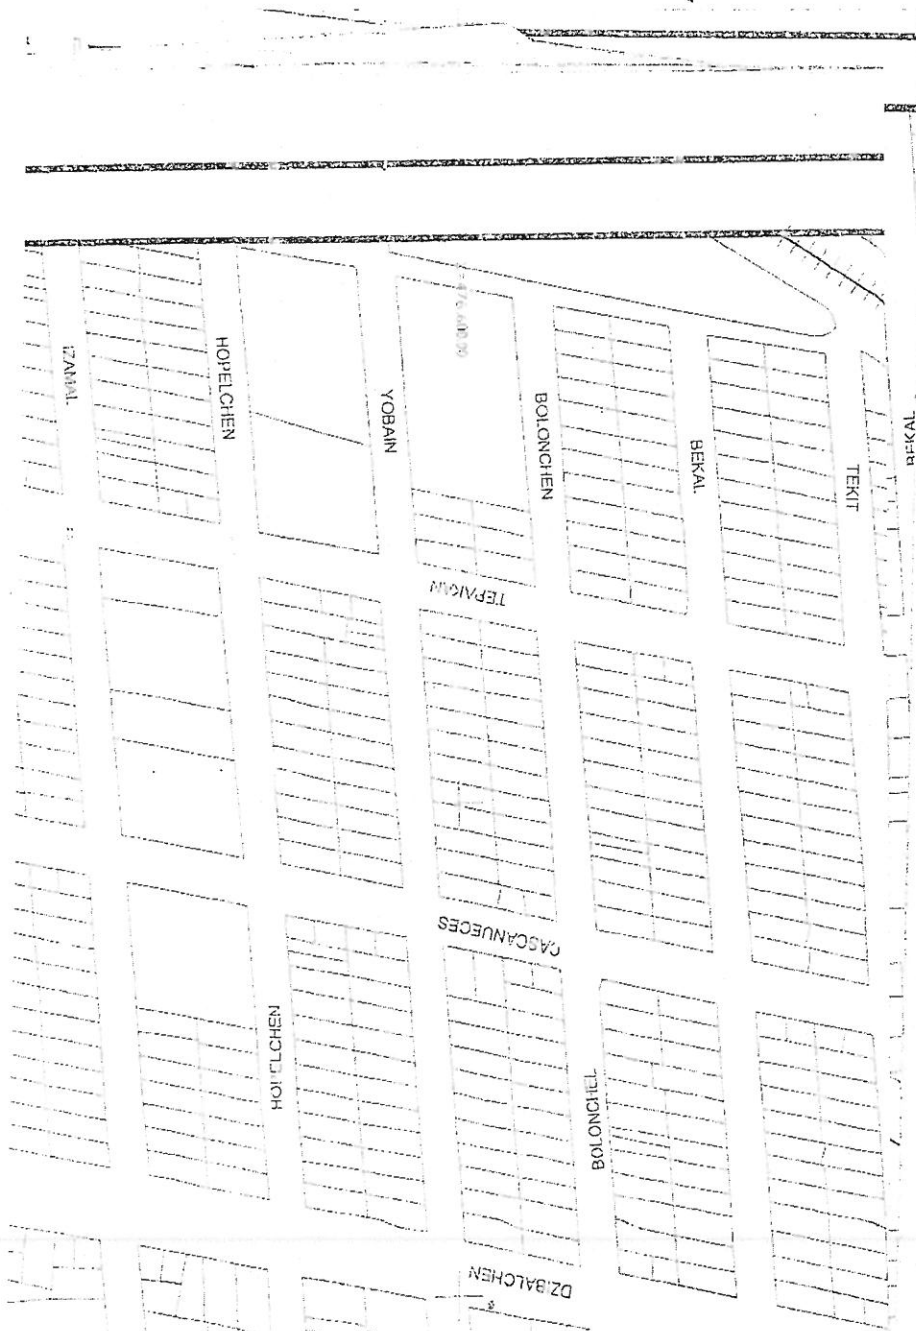 IZAMAL
HOPELCHEN
YOBAIN
BOLONCHEN
BEKAL
TEKIT
BEKAL
TEPAKAN
CASCANUECES
HOPELCHEN
BOLONCHEL
DZIBALCHEN